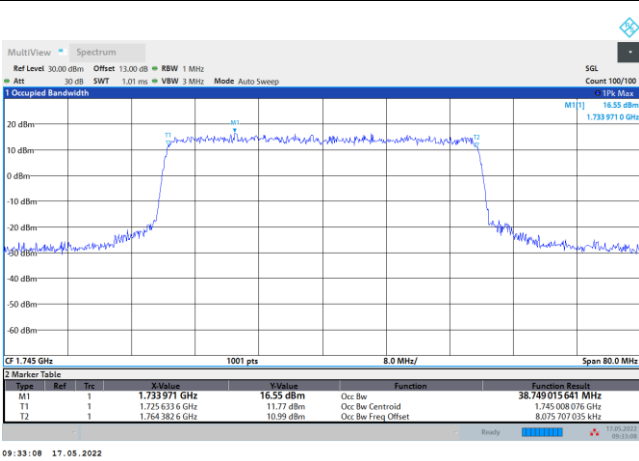 MultiView Spectrum
Ref Level 30.00 dBm Offset 13.00 dB RBW 1 MHz SGL
Att 30 dB SWT 1.01 ms VBW 3 MHz Mode Auto Sweep Count 100/100
1 Occupied Bandwidth 1Pk Max
M1[1] 16.55 dBm
1.733 971 0 GHz
M1
20 dBm
T1 T2
10 dBm
0 dBm
-10 dBm
-20 dBm
-30 dBm
-40 dBm
-50 dBm
-60 dBm
CF 1.745 GHz 1001 pts 8.0 MHz/ Span 80.0 MHz
2 Marker Table
Type Ref Trc X-Value Y-Value Function Function Result
M1 1 1.733 971 GHz 16.55 dBm Occ Bw 38.749 015 641 MHz
T1 1 1.725 633 6 GHz 11.77 dBm Occ Bw Centroid 1.745 008 076 GHz
T2 1 1.764 382 6 GHz 10.99 dBm Occ Bw Freq Offset 8.075 707 035 kHz
Ready 17.05.2022
09:33:08
09:33:08 17.05.2022